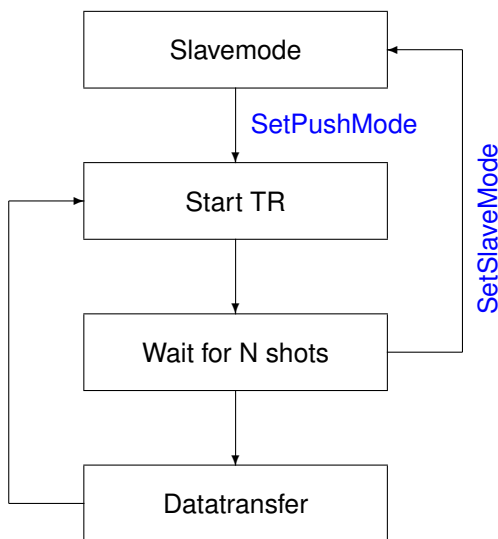 Slavemode
SetPushMode
Start TR
SetSlaveMode
Wait for N shots
Datatransfer